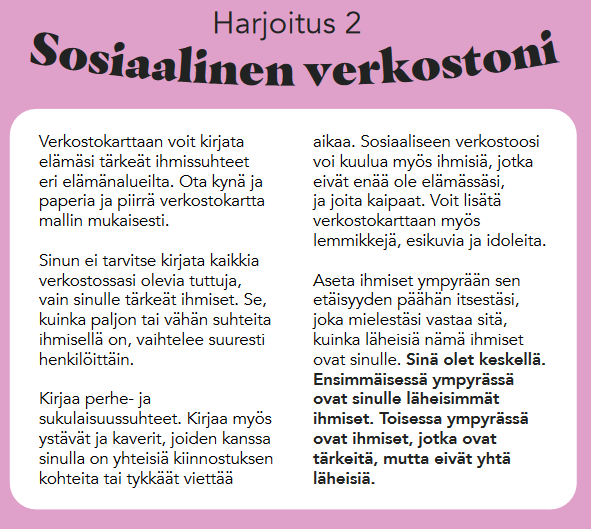 Harjoitus 2
Sosiaalinen verkostoni
Verkostokarttaan voit kirjata
elämäsi tärkeät ihmissuhteet
eri elämänalueilta. Ota kynä ja
paperia ja piirrä verkostokartta
mallin mukaisesti.
Sinun ei tarvitse kirjata kaikkia
verkostossasi olevia tuttuja,
vain sinulle tärkeät ihmiset. Se,
kuinka paljon tai vähän suhteita
ihmisellä on, vaihtelee suuresti
henkilöittäin.
Kirjaa perhe- ja
sukulaisuussuhteet. Kirjaa myös
ystävät ja kaverit, joiden kanssa
sinulla on yhteisiä kiinnostuksen
kohteita tai tykkäät viettää
aikaa. Sosiaaliseen verkostoosi
voi kuulua myös ihmisiä, jotka
eivät enää ole elämässäsi,
ja joita kaipaat. Voit lisätä
verkostokarttaan myös
lemmikkejä, esikuvia ja idoleita.
Aseta ihmiset ympyrään sen
etäisyyden päähän itsestäsi,
joka mielestäsi vastaa sitä,
kuinka läheisiä nämä ihmiset
ovat sinulle. Sinä olet keskellä.
Ensimmäisessä ympyrässä
ovat sinulle läheisimmät
ihmiset. Toisessa ympyrässä
ovat ihmiset, jotka ovat
tärkeitä, mutta eivät yhtä
läheisiä.